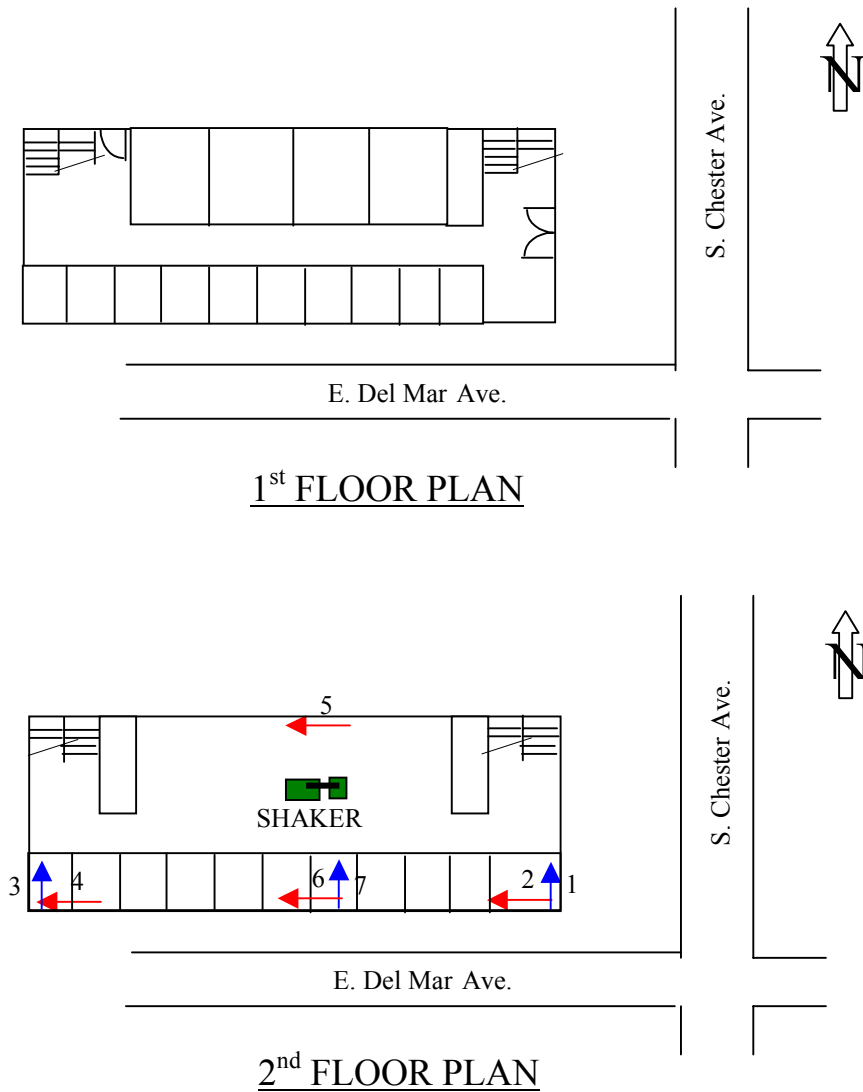 N
S. Chester Ave.
E. Del Mar Ave.
1st FLOOR PLAN
N
S. Chester Ave.
5
SHAKER
3 4 6 7 2 1
E. Del Mar Ave.
2nd FLOOR PLAN